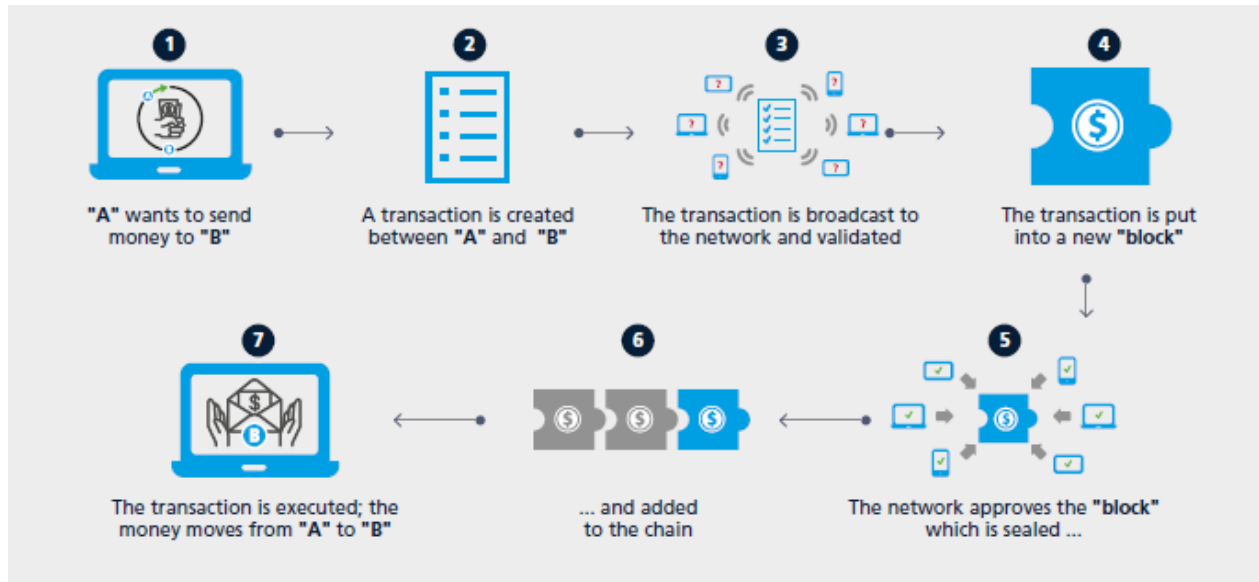 1
"A" wants to send
money to "B"
2
A transaction is created
between "A" and "B"
3
? ? ? ? ? ?
The transaction is broadcast to
the network and validated
4
$
The transaction is put
into a new "block"
5
$
The network approves the "block"
which is sealed ...
6
$ $ $
... and added
to the chain
7
$
B
The transaction is executed; the
money moves from "A" to "B"